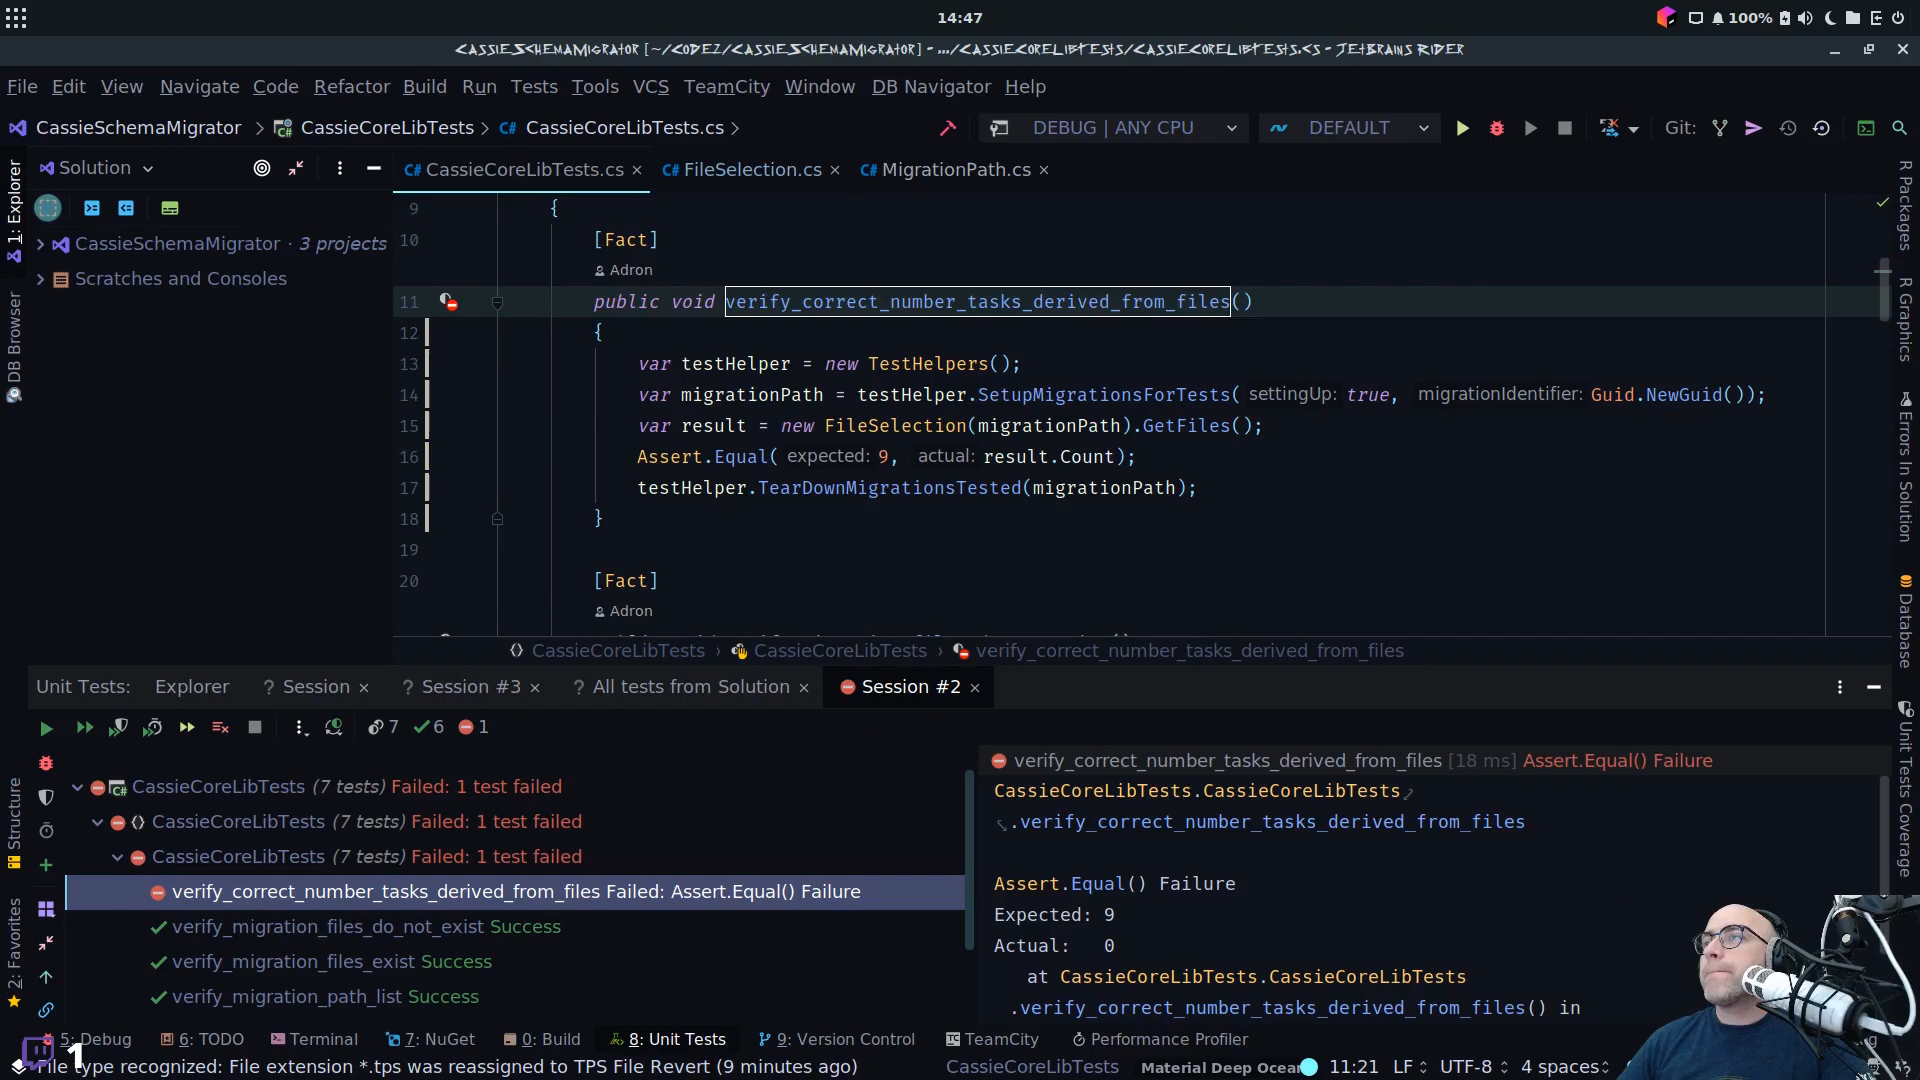 14:47
100%
CassieSchemaMigrator [~/Codez/CassieSchemaMigrator] - .../CassieCoreLibTests/CassieCoreLibTests.cs - JetBrains Rider
File Edit View Navigate Code Refactor Build Run Tests Tools VCS TeamCity Window DB Navigator Help
CassieSchemaMigrator CassieCoreLibTests C# CassieCoreLibTests.cs DEBUG | ANY CPU DEFAULT Git:
Solution
C# CassieCoreLibTests.cs C# FileSelection.cs C# MigrationPath.cs
1: Explorer
DB Browser
Structure
2: Favorites
CassieSchemaMigrator · 3 projects
Scratches and Consoles
9 {
10 [Fact]
Adron
11 public void verify_correct_number_tasks_derived_from_files()
12 {
13 var testHelper = new TestHelpers();
14 var migrationPath = testHelper.SetupMigrationsForTests( settingUp: true, migrationIdentifier: Guid.NewGuid());
15 var result = new FileSelection(migrationPath).GetFiles();
16 Assert.Equal( expected: 9, actual: result.Count);
17 testHelper.TearDownMigrationsTested(migrationPath);
18 }
19
20 [Fact]
Adron
CassieCoreLibTests › CassieCoreLibTests › verify_correct_number_tasks_derived_from_files
R Packages
R Graphics
Errors In Solution
Database
Unit Tests Coverage
Unit Tests: Explorer ? Session ? Session #3 ? All tests from Solution Session #2
7 6 1
CassieCoreLibTests (7 tests) Failed: 1 test failed
CassieCoreLibTests (7 tests) Failed: 1 test failed
CassieCoreLibTests (7 tests) Failed: 1 test failed
verify_correct_number_tasks_derived_from_files Failed: Assert.Equal() Failure
verify_migration_files_do_not_exist Success
verify_migration_files_exist Success
verify_migration_path_list Success
verify_correct_number_tasks_derived_from_files [18 ms] Assert.Equal() Failure
CassieCoreLibTests.CassieCoreLibTests
.verify_correct_number_tasks_derived_from_files
Assert.Equal() Failure
Expected: 9
Actual: 0
at CassieCoreLibTests.CassieCoreLibTests
.verify_correct_number_tasks_derived_from_files() in
5: Debug 6: TODO Terminal 7: NuGet 0: Build 8: Unit Tests 9: Version Control TeamCity Performance Profiler
1
File type recognized: File extension *.tps was reassigned to TPS File Revert (9 minutes ago) CassieCoreLibTests Material Deep Ocean 11:21 LF UTF-8 4 spaces